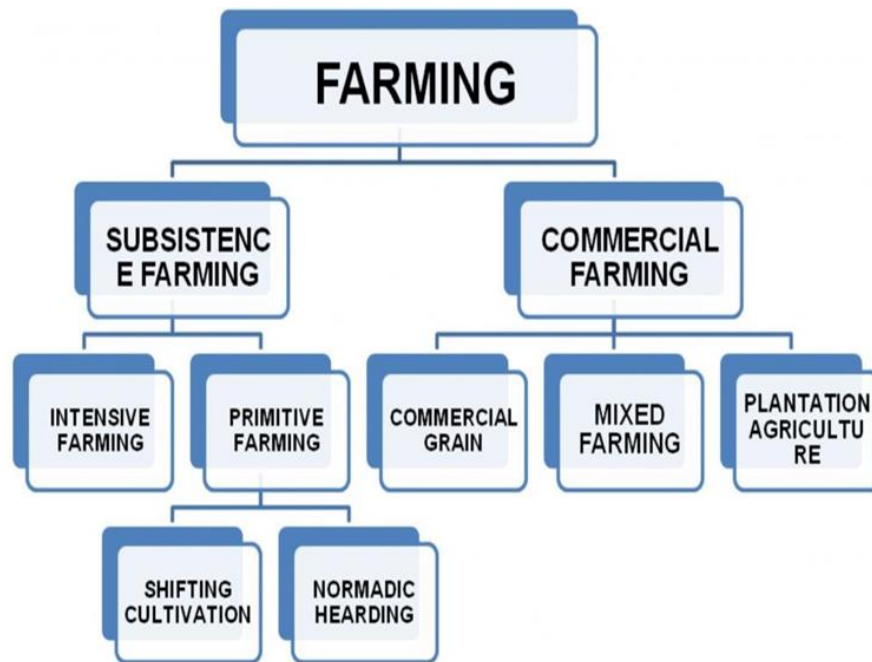 FARMING
SUBSISTENC
E FARMING
COMMERCIAL
FARMING
INTENSIVE
FARMING
PRIMITIVE
FARMING
COMMERCIAL
GRAIN
MIXED
FARMING
PLANTATION
AGRICULTU
RE
SHIFTING
CULTIVATION
NORMADIC
HEARDING